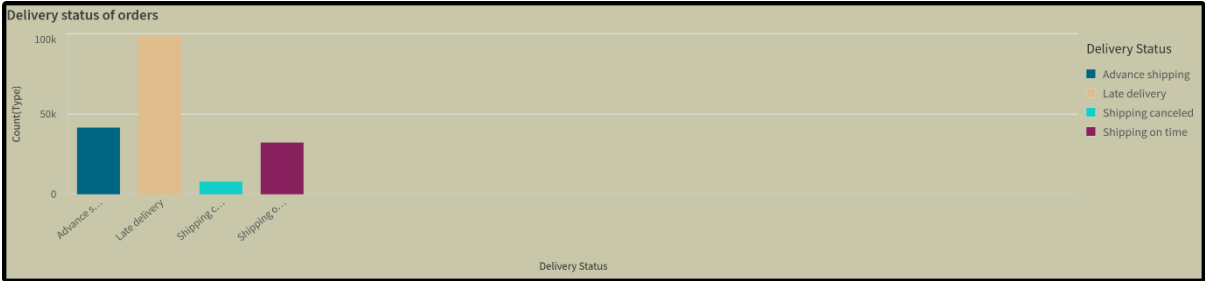 Delivery status of orders
100k
50k
0
Count(Type)
Advance s...
Late delivery
Shipping c...
Shipping o...
Delivery Status
Delivery Status
Advance shipping
Late delivery
Shipping canceled
Shipping on time